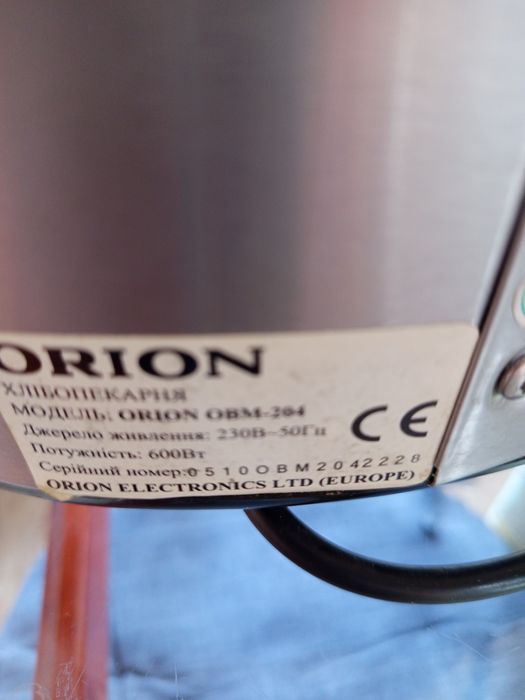 ORION
ХЛІБОПЕКАРНЯ
МОДЕЛЬ: ORION OBM-204
Джерело живлення: 230В~50Гц
Потужність: 600Вт
Серійний номер:0510OBM2042228
ORION ELECTRONICS LTD (EUROPE)
CE